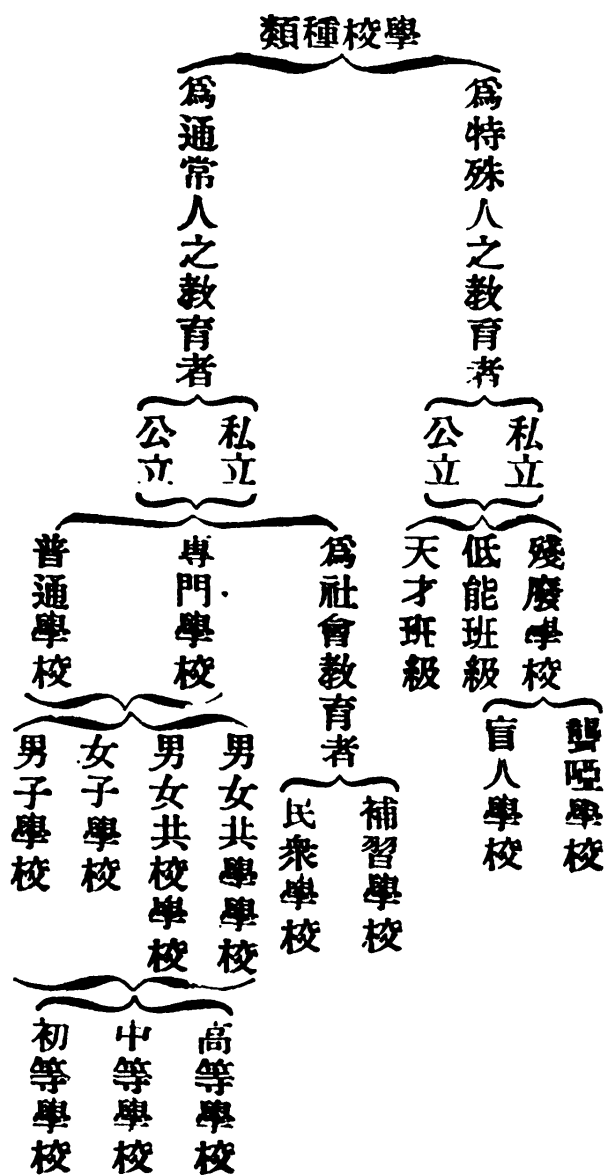 學校種類
爲特殊人之教育者
私立
公立
殘廢學校
低能班級
天才班級
聾啞學校
盲人學校
爲通常人之教育者
私立
公立
爲社會教育者
專門學校
普通學校
補習學校
民衆學校
男女共學學校
男女共校學校
女子學校
男子學校
高等學校
中等學校
初等學校